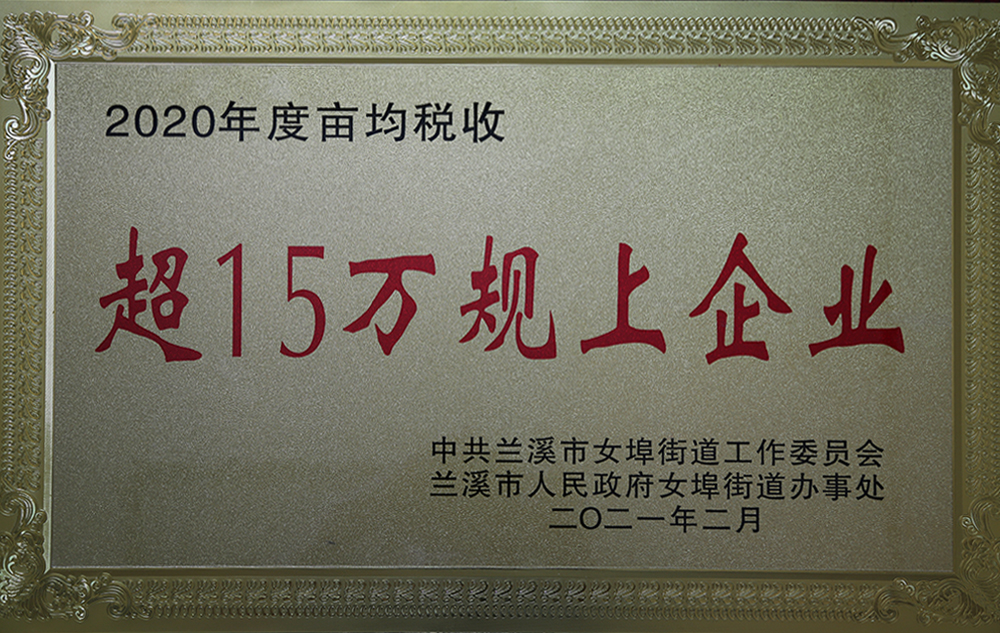 2020年度亩均税收
超15万规上企业
中共兰溪市女埠街道工作委员会
兰溪市人民政府女埠街道办事处
二〇二一年二月